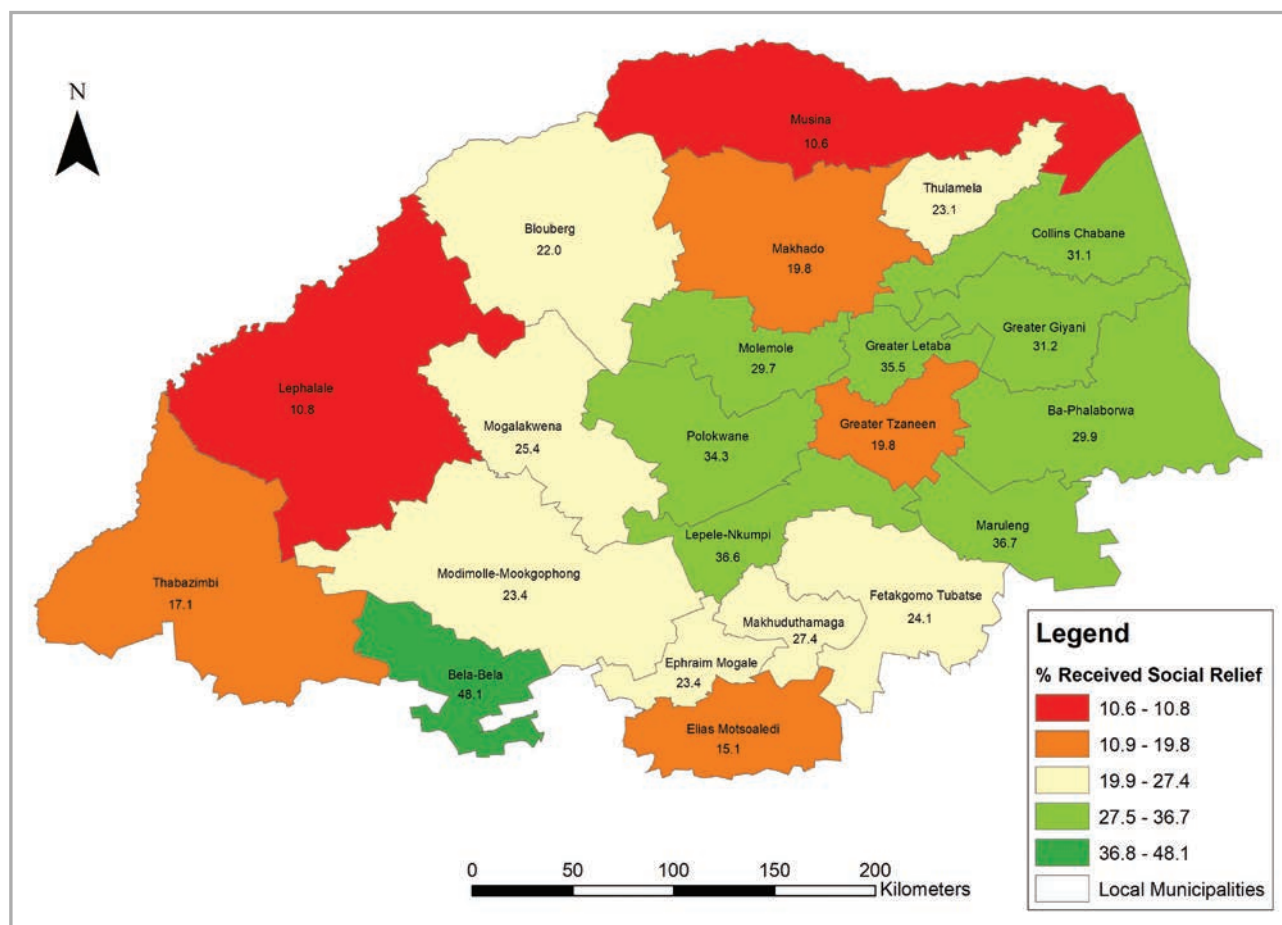 N
Musina
10.6
Thulamela
23.1
Blouberg
22.0
Makhado
19.8
Collins Chabane
31.1
Greater Giyani
31.2
Molemole
29.7
Greater Letaba
35.5
Lephalale
10.8
Mogalakwena
25.4
Polokwane
34.3
Greater Tzaneen
19.8
Ba-Phalaborwa
29.9
Lepele-Nkumpi
36.6
Maruleng
36.7
Thabazimbi
17.1
Modimolle-Mookgophong
23.4
Fetakgomo Tubatse
24.1
Makhuduthamaga
27.4
Bela-Bela
48.1
Ephraim Mogale
23.4
Elias Motsoaledi
15.1
Legend
% Received Social Relief
10.6 - 10.8
10.9 - 19.8
19.9 - 27.4
27.5 - 36.7
36.8 - 48.1
Local Municipalities
0 50 100 150 200
Kilometers